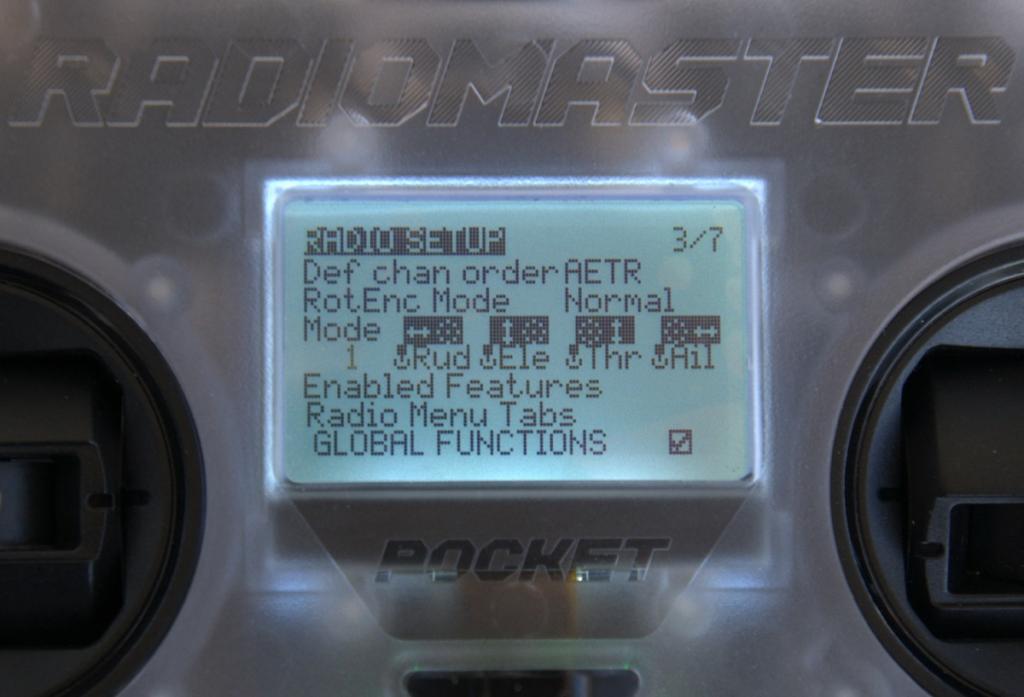 RADIOMASTER
RADIO SETUP 3/7
Def chan order AETR
RotEnc Mode Normal
Mode
1 Rud Ele Thr Ail
Enabled Features
Radio Menu Tabs
GLOBAL FUNCTIONS
POCKET